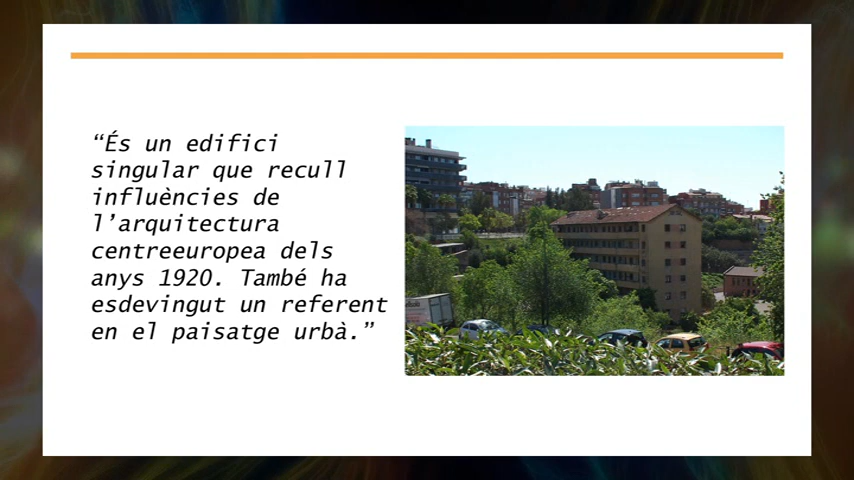 “És un edifici
singular que recull
influències de
l’arquitectura
centreeuropea dels
anys 1920. També ha
esdevingut un referent
en el paisatge urbà.”